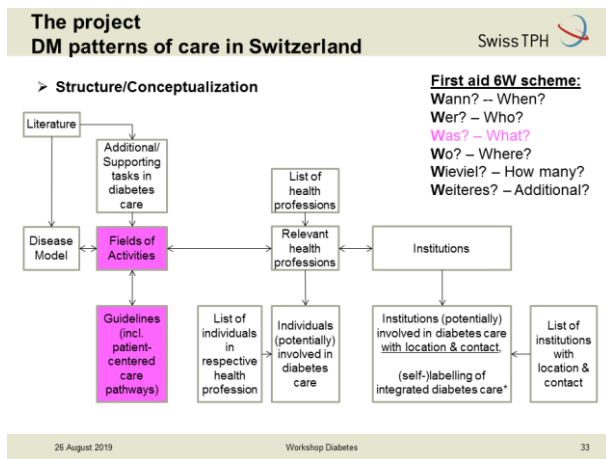 The project
DM patterns of care in Switzerland
Swiss TPH
➢ Structure/Conceptualization
First aid 6W scheme:
Wann? -- When?
Wer? – Who?
Was? – What?
Wo? – Where?
Wieviel? – How many?
Weiteres? – Additional?
Literature
Additional/
Supporting
tasks in
diabetes
care
List of
health
professions
Disease
Model
Fields of
Activities
Relevant
health
professions
Institutions
Guidelines
(incl.
patient-
centered
care
pathways)
List of
individuals
in
respective
health
profession
Individuals
(potentially)
involved in
diabetes
care
Institutions (potentially)
involved in diabetes care
with location & contact,
(self-)labelling of
integrated diabetes care*
List of
institutions
with
location &
contact
26 August 2019
Workshop Diabetes
33